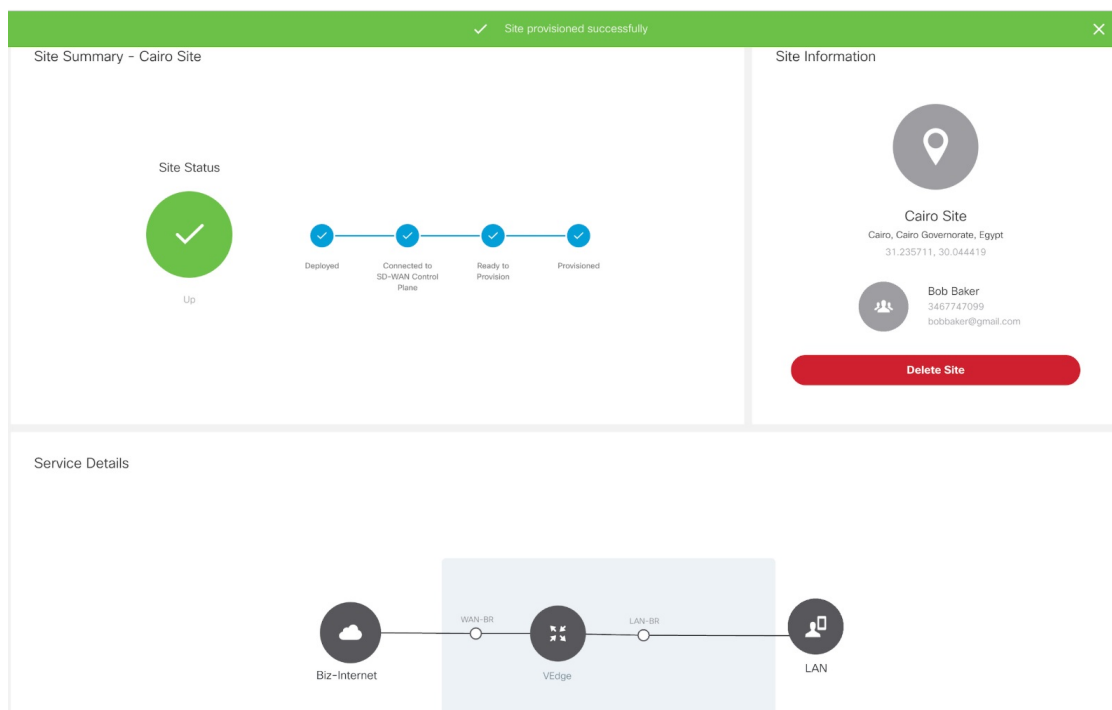 Site provisioned successfully
Site Summary - Cairo Site
Site Status
Up
Deployed
Connected to
SD-WAN Control
Plane
Ready to
Provision
Provisioned
Site Information
Cairo Site
Cairo, Cairo Governorate, Egypt
31.235711, 30.044419
Bob Baker
3467747099
bobbaker@gmail.com
Delete Site
Service Details
Biz-Internet
WAN-BR
VEdge
LAN-BR
LAN